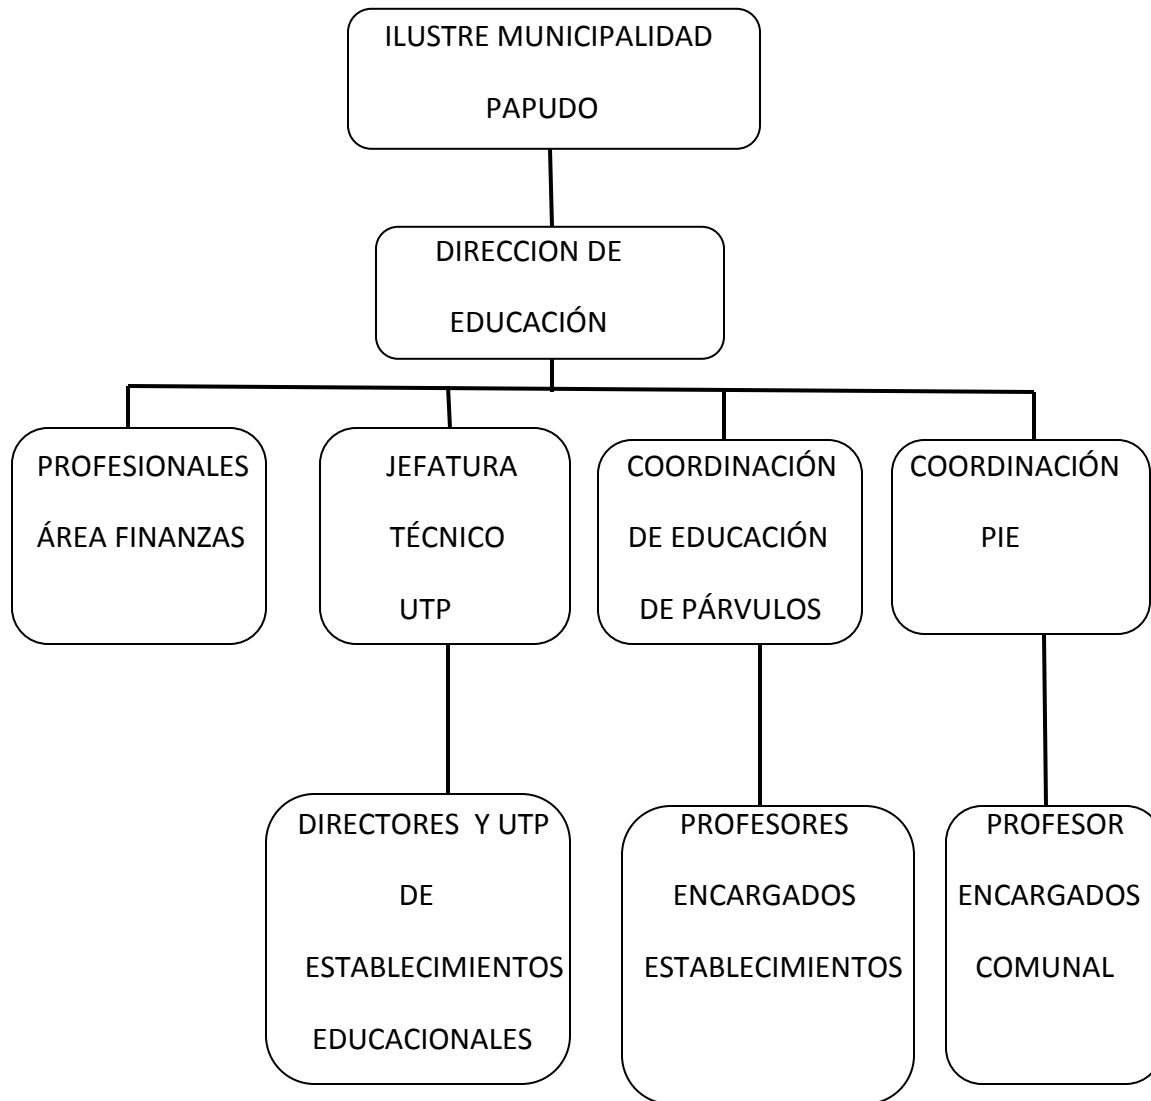 ILUSTRE MUNICIPALIDAD
PAPUDO
DIRECCION DE
EDUCACIÓN
PROFESIONALES
ÁREA FINANZAS
JEFATURA
TÉCNICO
UTP
COORDINACIÓN
DE EDUCACIÓN
DE PÁRVULOS
COORDINACIÓN
PIE
DIRECTORES Y UTP
DE
ESTABLECIMIENTOS
EDUCACIONALES
PROFESORES
ENCARGADOS
ESTABLECIMIENTOS
PROFESOR
ENCARGADOS
COMUNAL